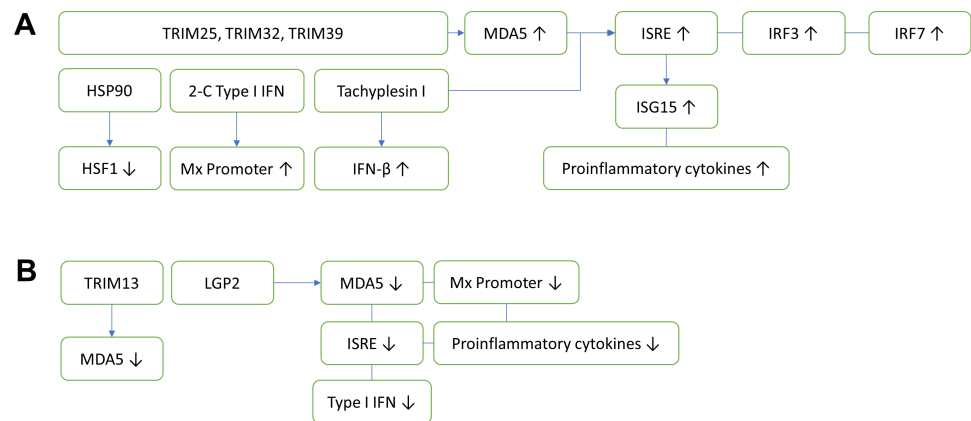 A
TRIM25, TRIM32, TRIM39
MDA5 ↑
ISRE ↑
IRF3 ↑
IRF7 ↑
HSP90
2-C Type I IFN
Tachyplesin I
ISG15 ↑
HSF1 ↓
Mx Promoter ↑
IFN-β ↑
Proinflammatory cytokines ↑
B
TRIM13
LGP2
MDA5 ↓
Mx Promoter ↓
MDA5 ↓
ISRE ↓
Proinflammatory cytokines ↓
Type I IFN ↓